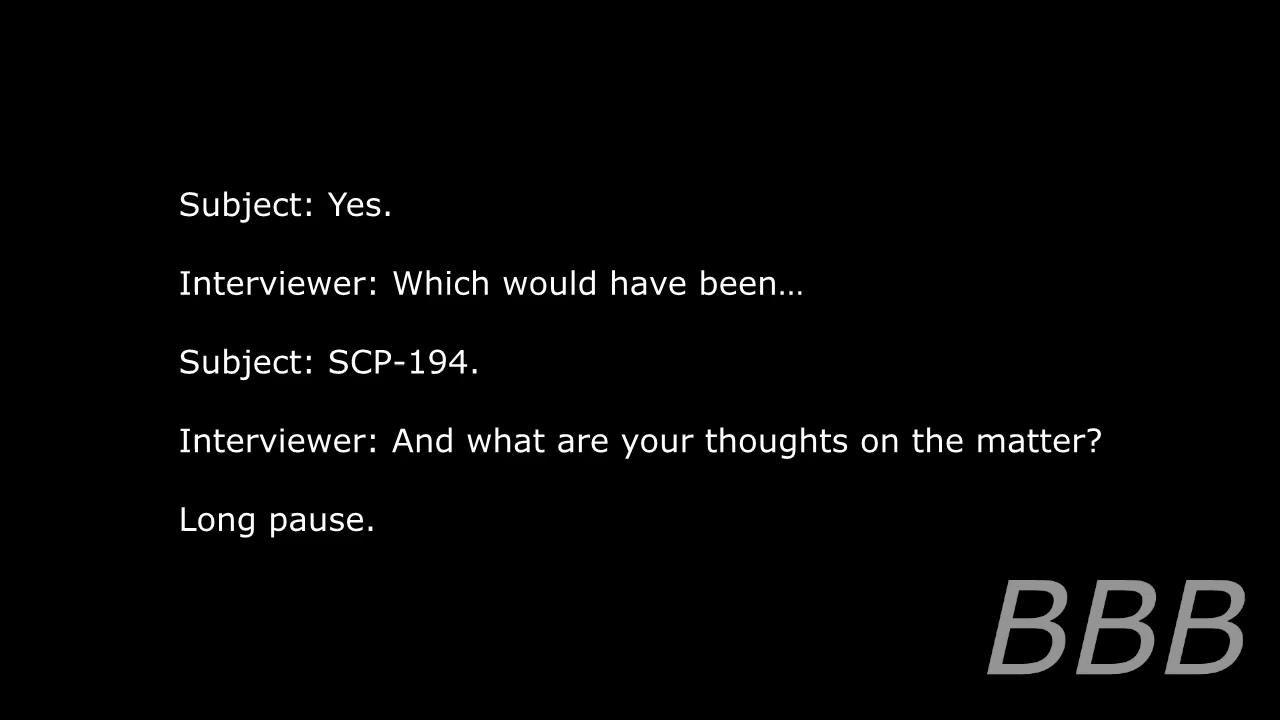 Subject: Yes.
Interviewer: Which would have been…
Subject: SCP-194.
Interviewer: And what are your thoughts on the matter?
Long pause.
BBB